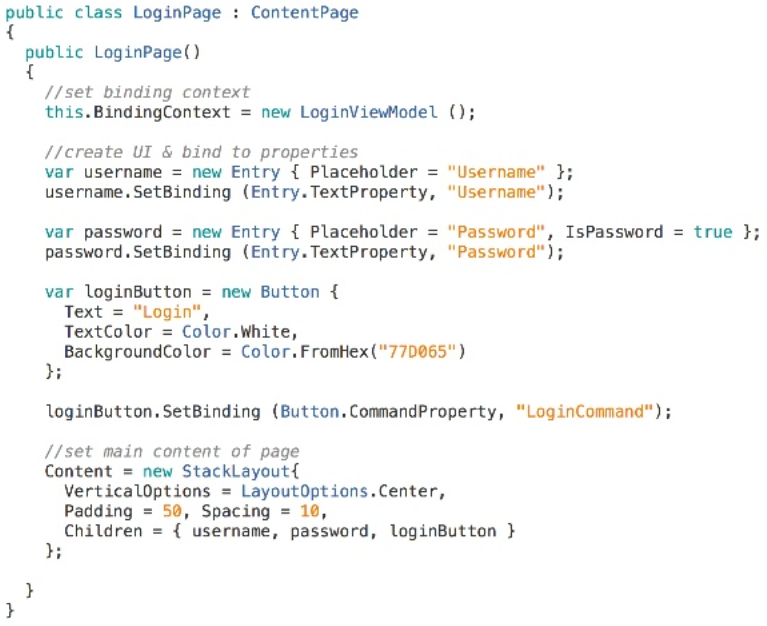 public class LoginPage : ContentPage
{
  public LoginPage()
  {
    //set binding context
    this.BindingContext = new LoginViewModel ();

    //create UI & bind to properties
    var username = new Entry { Placeholder = "Username" };
    username.SetBinding (Entry.TextProperty, "Username");

    var password = new Entry { Placeholder = "Password", IsPassword = true };
    password.SetBinding (Entry.TextProperty, "Password");

    var loginButton = new Button {
      Text = "Login",
      TextColor = Color.White,
      BackgroundColor = Color.FromHex("77D065")
    };

    loginButton.SetBinding (Button.CommandProperty, "LoginCommand");

    //set main content of page
    Content = new StackLayout{
      VerticalOptions = LayoutOptions.Center,
      Padding = 50, Spacing = 10,
      Children = { username, password, loginButton }
    };

  }
}